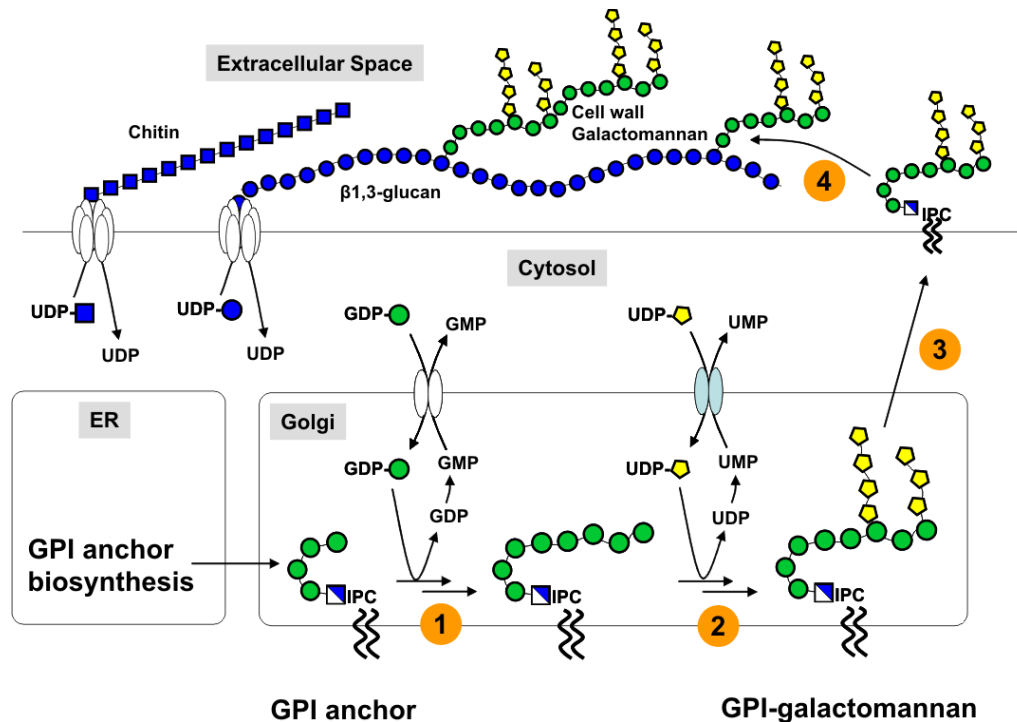 Extracellular Space
Chitin
Cell wall
Galactomannan
β1,3-glucan
4
IPC
Cytosol
UDP-
UDP-
GDP-
GMP
UDP-
UMP
UDP
UDP
3
ER
Golgi
GDP-
GMP
UDP-
UMP
GDP
UDP
GPI anchor
biosynthesis
IPC
IPC
IPC
1
2
GPI anchor
GPI-galactomannan